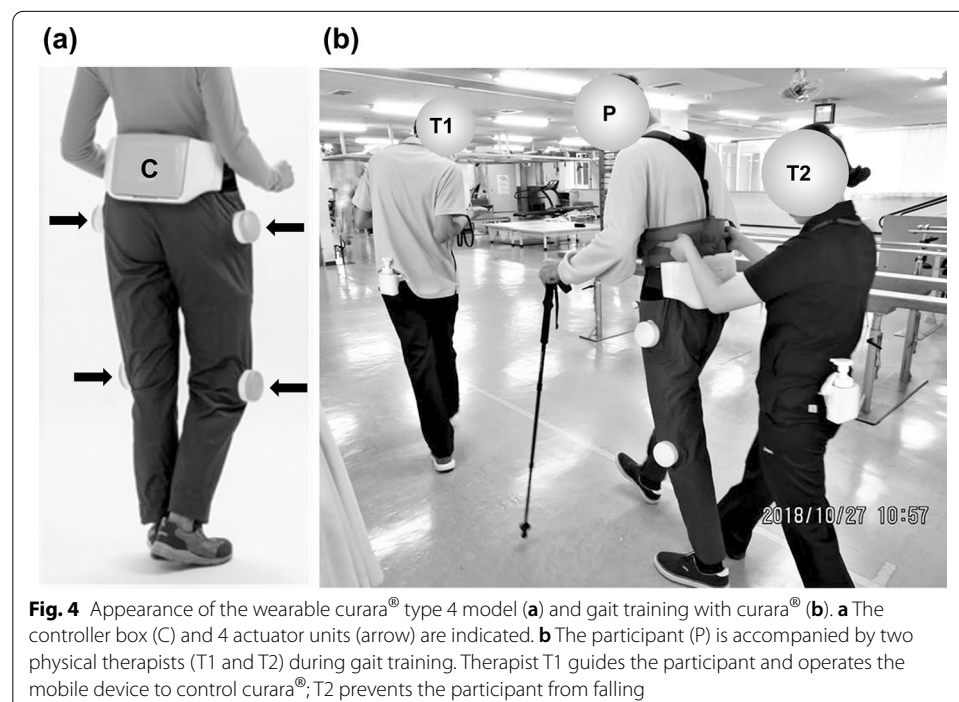 (a)
(b)
C
T1
P
T2
2018/10/27 10:57
Fig. 4 Appearance of the wearable curara® type 4 model (a) and gait training with curara® (b). a The
controller box (C) and 4 actuator units (arrow) are indicated. b The participant (P) is accompanied by two
physical therapists (T1 and T2) during gait training. Therapist T1 guides the participant and operates the
mobile device to control curara®; T2 prevents the participant from falling